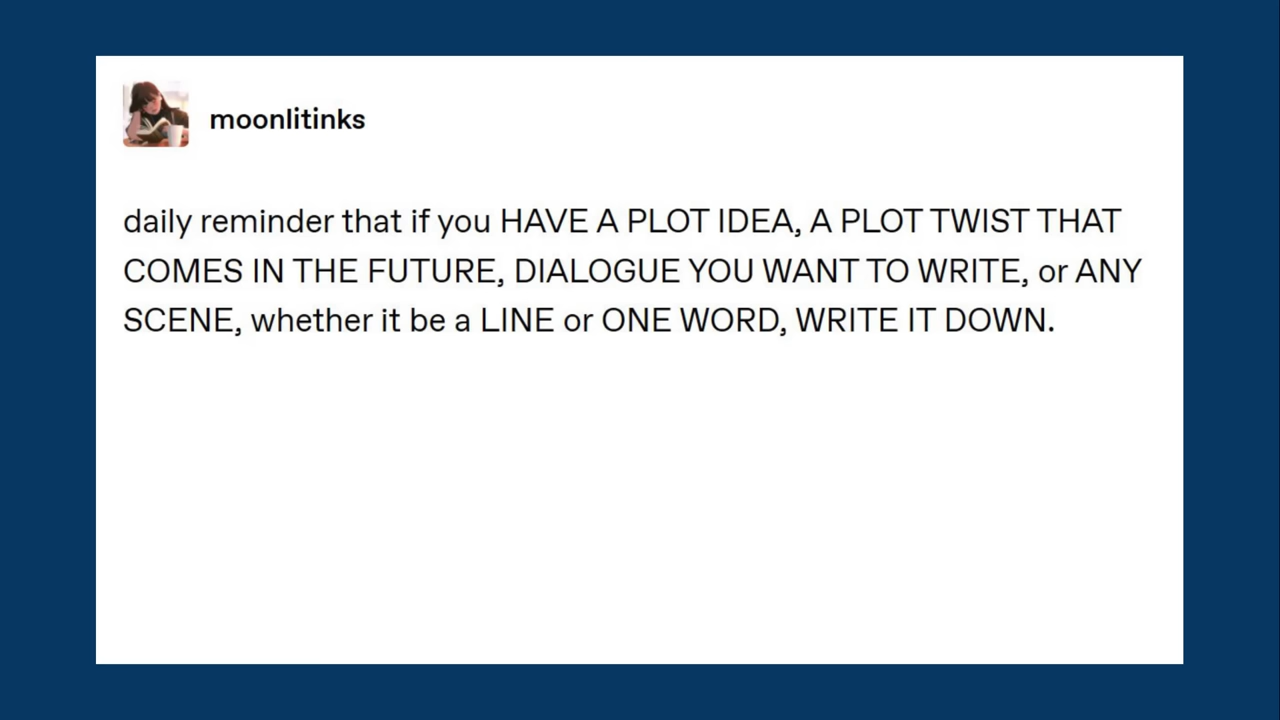 moonlitinks
daily reminder that if you HAVE A PLOT IDEA, A PLOT TWIST THAT
COMES IN THE FUTURE, DIALOGUE YOU WANT TO WRITE, or ANY
SCENE, whether it be a LINE or ONE WORD, WRITE IT DOWN.